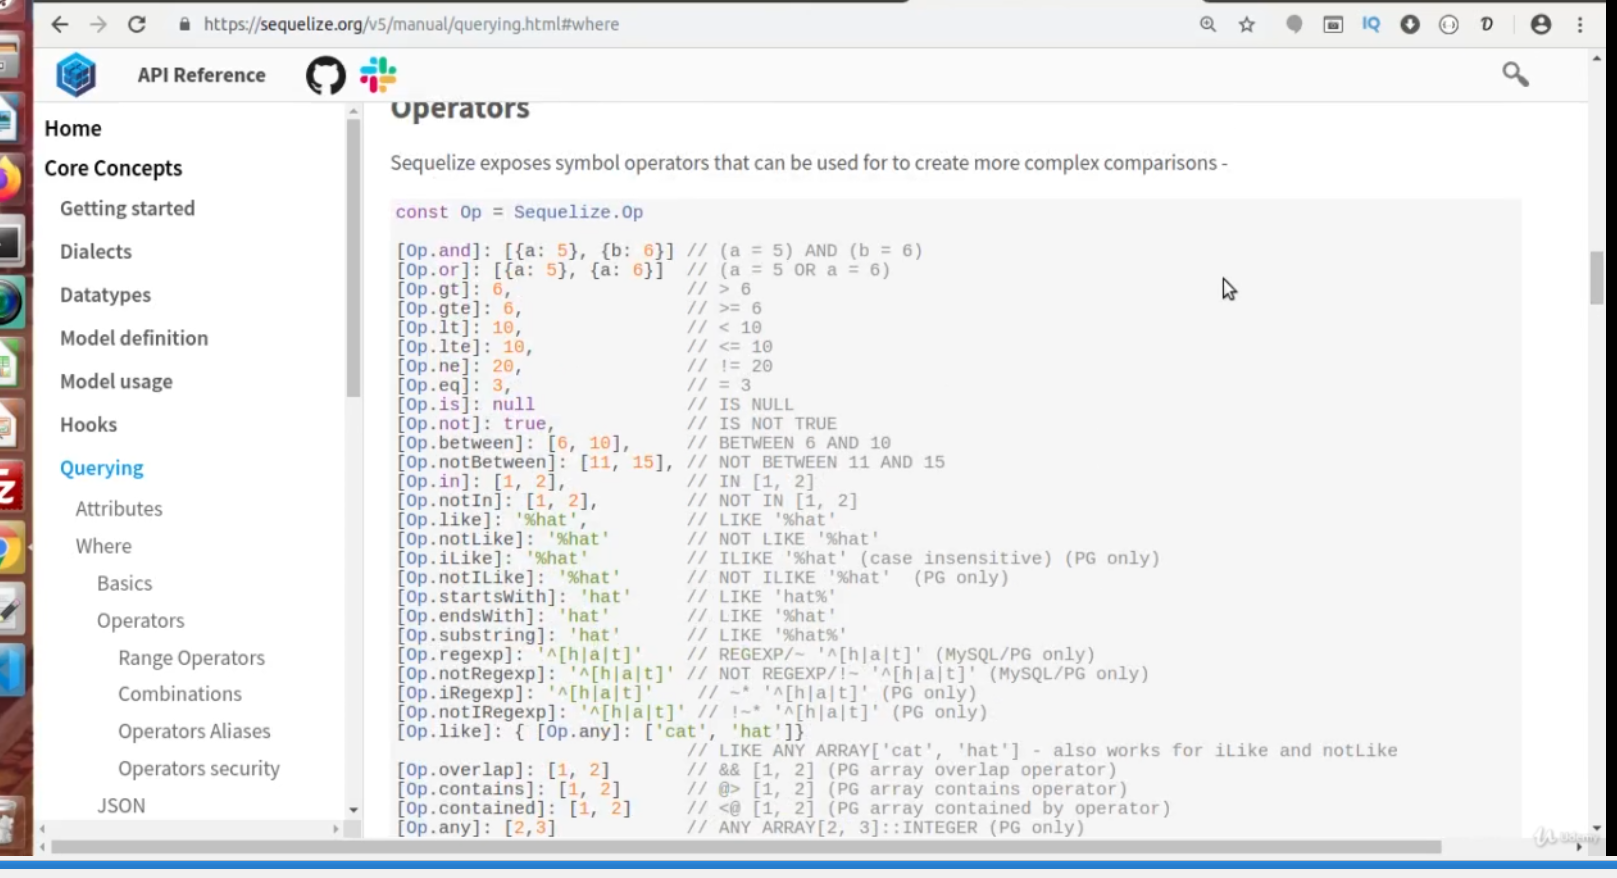 https://sequelize.org/v5/manual/querying.html#where
IQ
D
API Reference
Home
Core Concepts
Getting started
Dialects
Datatypes
Model definition
Model usage
Hooks
Querying
Attributes
Where
Basics
Operators
Range Operators
Combinations
Operators Aliases
Operators security
JSON
Operators
Sequelize exposes symbol operators that can be used for to create more complex comparisons -
const Op = Sequelize.Op
[Op.and]: [{a: 5}, {b: 6}] // (a = 5) AND (b = 6)
[Op.or]: [{a: 5}, {a: 6}]  // (a = 5 OR a = 6)
[Op.gt]: 6,                // > 6
[Op.gte]: 6,               // >= 6
[Op.lt]: 10,               // < 10
[Op.lte]: 10,              // <= 10
[Op.ne]: 20,               // != 20
[Op.eq]: 3,                // = 3
[Op.is]: null              // IS NULL
[Op.not]: true,            // IS NOT TRUE
[Op.between]: [6, 10],     // BETWEEN 6 AND 10
[Op.notBetween]: [11, 15], // NOT BETWEEN 11 AND 15
[Op.in]: [1, 2],           // IN [1, 2]
[Op.notIn]: [1, 2],        // NOT IN [1, 2]
[Op.like]: '%hat',         // LIKE '%hat'
[Op.notLike]: '%hat'       // NOT LIKE '%hat'
[Op.iLike]: '%hat'         // ILIKE '%hat' (case insensitive) (PG only)
[Op.notILike]: '%hat'      // NOT ILIKE '%hat'  (PG only)
[Op.startsWith]: 'hat'     // LIKE 'hat%'
[Op.endsWith]: 'hat'       // LIKE '%hat'
[Op.substring]: 'hat'      // LIKE '%hat%'
[Op.regexp]: '^[h|a|t]'    // REGEXP/~ '^[h|a|t]' (MySQL/PG only)
[Op.notRegexp]: '^[h|a|t]' // NOT REGEXP/!~ '^[h|a|t]' (MySQL/PG only)
[Op.iRegexp]: '^[h|a|t]'    // ~* '^[h|a|t]' (PG only)
[Op.notIRegexp]: '^[h|a|t]' // !~* '^[h|a|t]' (PG only)
[Op.like]: { [Op.any]: ['cat', 'hat']}
// LIKE ANY ARRAY['cat', 'hat'] - also works for iLike and notLike
[Op.overlap]: [1, 2]       // && [1, 2] (PG array overlap operator)
[Op.contains]: [1, 2]      // @> [1, 2] (PG array contains operator)
[Op.contained]: [1, 2]     // <@ [1, 2] (PG array contained by operator)
[Op.any]: [2,3]            // ANY ARRAY[2, 3]::INTEGER (PG only)
Udemy